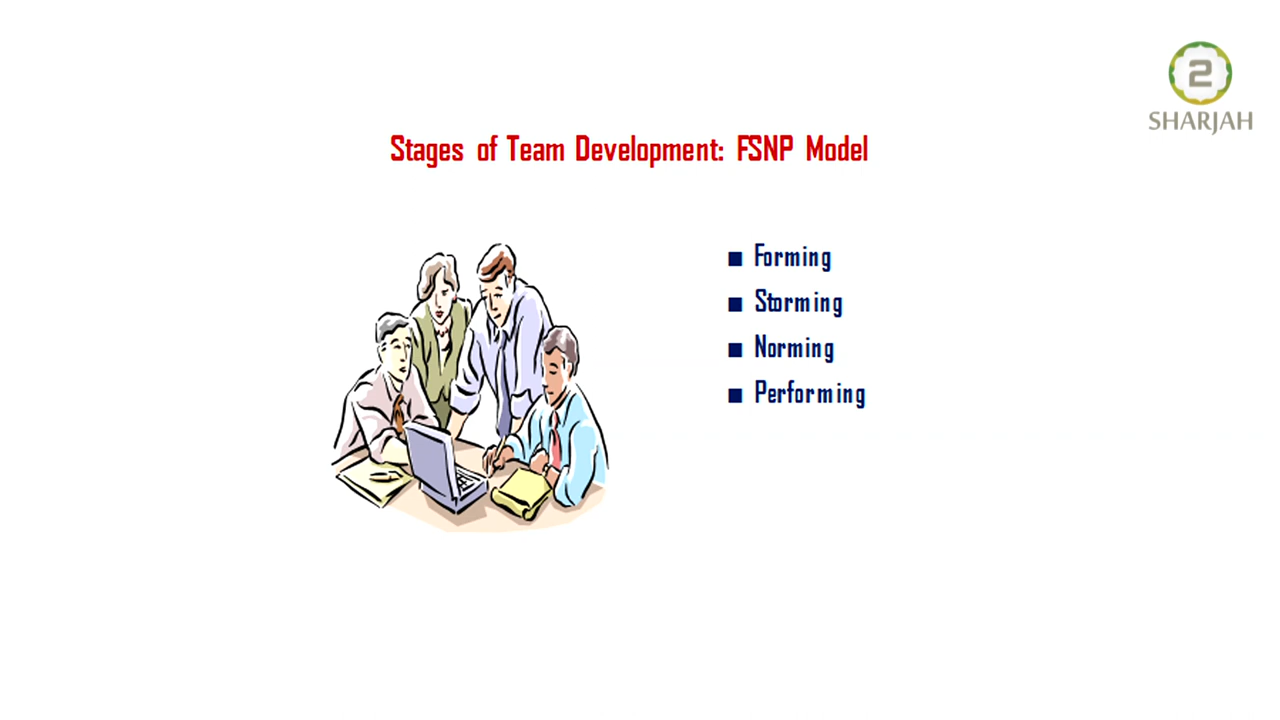 2
SHARJAH
Stages of Team Development: FSNP Model
Forming
Storming
Norming
Performing